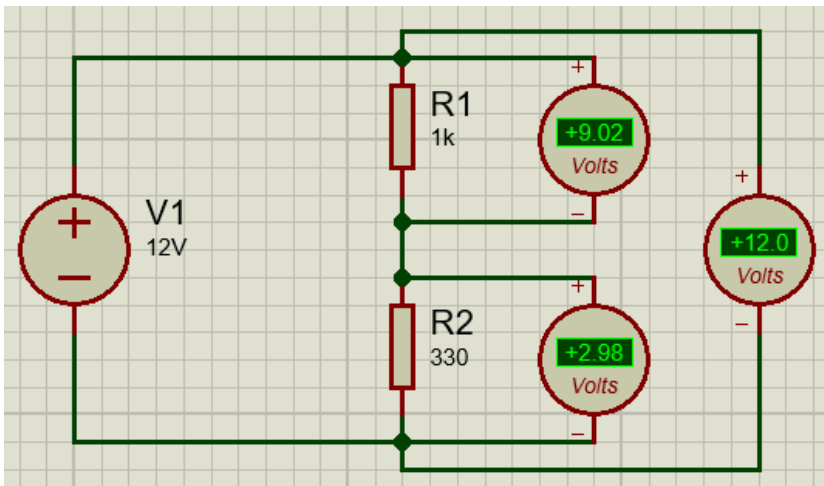 R1
1k
+
+9.02
Volts
−
V1
12V
+
−
+
+12.0
Volts
−
R2
330
+
+2.98
Volts
−